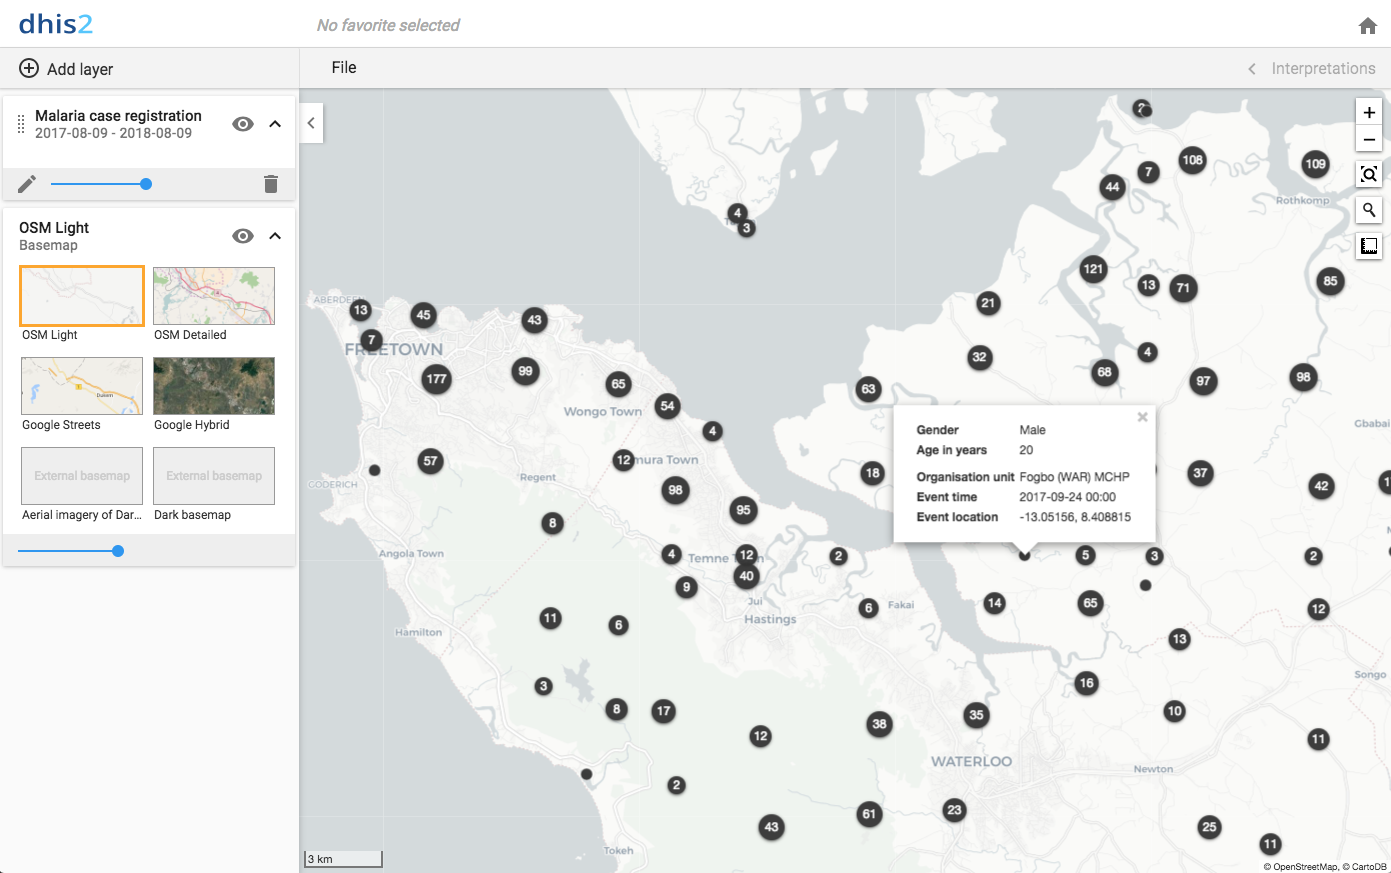 dhis2
No favorite selected
Add layer
File
Interpretations
Malaria case registration
2017-08-09 - 2018-08-09
OSM Light
Basemap
OSM Light
OSM Detailed
Google Streets
Google Hybrid
External basemap
External basemap
Aerial imagery of Dar...
Dark basemap
+
−
108
7
109
44
Rothkomp
4
3
121
13
71
85
ABERDEEN
13
45
43
21
7
FREETOWN
32
4
177
99
65
63
68
97
98
54
Wongo Town
4
Gbabai
57
12
mura Town
18
37
GODERICH
Regent
98
42
95
8
Angola Town
4
Temne
12
2
5
3
2
40
9
Jui
14
65
6
Fakai
12
11
6
Hastings
Hamilton
13
3
16
Songo
8
17
35
10
38
12
11
WATERLOO
Newton
2
23
61
43
25
11
Tokeh
Gender Male
Age in years 20
Organisation unit Fogbo (WAR) MCHP
Event time 2017-09-24 00:00
Event location -13.05156, 8.408815
3 km
© OpenStreetMap, © CartoDB